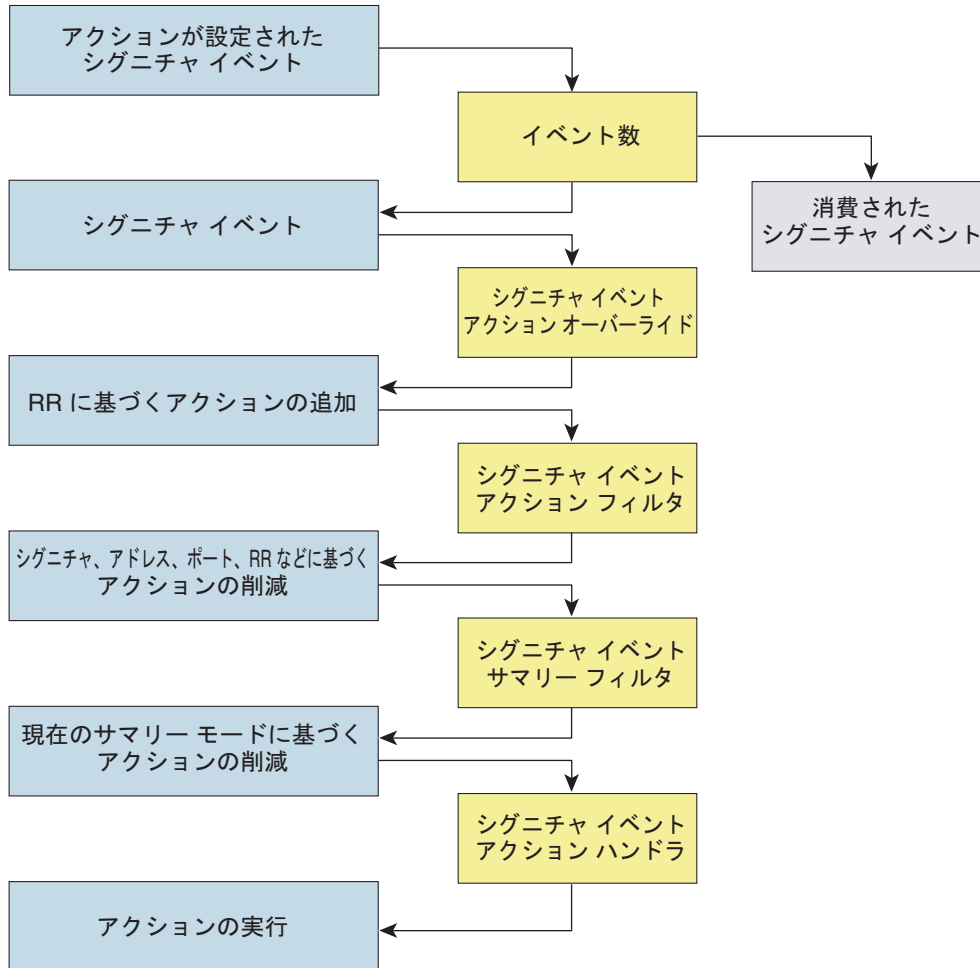 アクションが設定された
シグニチャ イベント
イベント数
シグニチャ イベント
消費された
シグニチャ イベント
シグニチャ イベント
アクション オーバーライド
RR に基づくアクションの追加
シグニチャ イベント
アクション フィルタ
シグニチャ、アドレス、ポート、RR などに基づく
アクションの削減
シグニチャ イベント
サマリー フィルタ
現在のサマリー モードに基づく
アクションの削減
シグニチャ イベント
アクション ハンドラ
アクションの実行